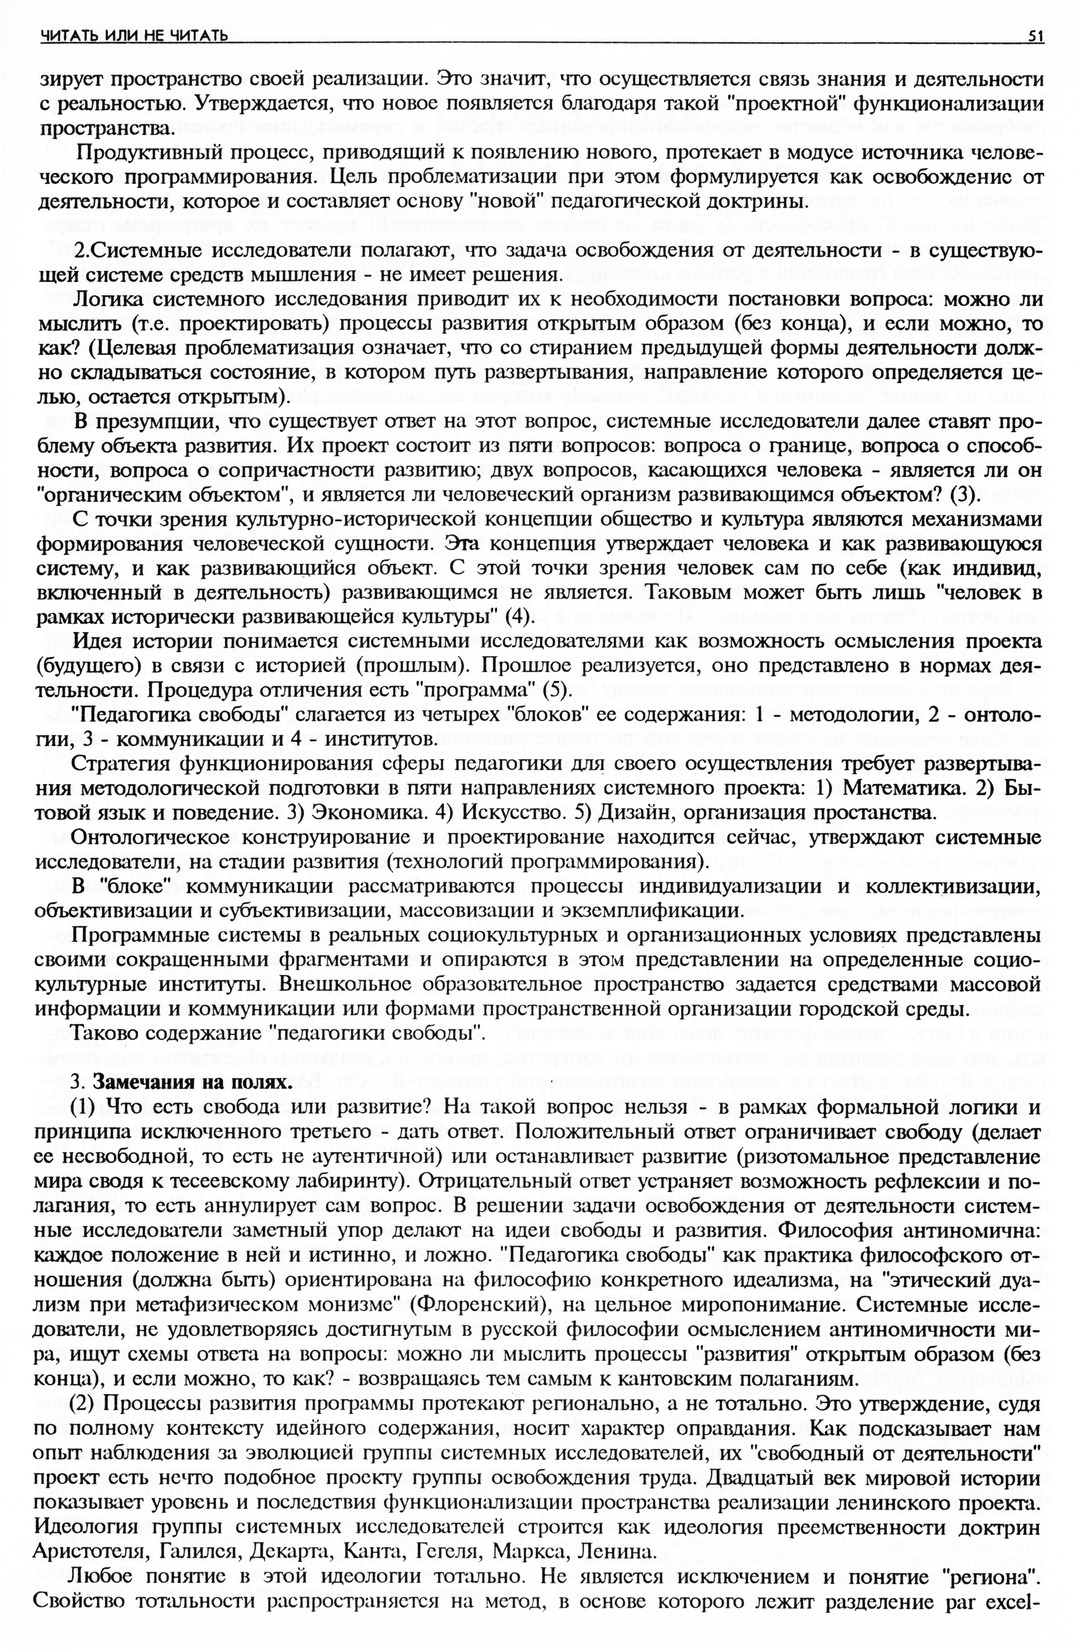 ЧИТАТЬ ИЛИ НЕ ЧИТАТЬ 51
зирует пространство своей реализации. Это значит, что осуществляется связь знания и деятельности
с реальностью. Утверждается, что новое появляется благодаря такой "проектной" функционализации
пространства.
Продуктивный процесс, приводящий к появлению нового, протекает в модусе источника челове-
ческого программирования. Цель проблематизации при этом формулируется как освобождение от
деятельности, которое и составляет основу "новой" педагогической доктрины.
2.Системные исследователи полагают, что задача освобождения от деятельности - в существую-
щей системе средств мышления - не имеет решения.
Логика системного исследования приводит их к необходимости постановки вопроса: можно ли
мыслить (т.е. проектировать) процессы развития открытым образом (без конца), и если можно, то
как? (Целевая проблематизация означает, что со стиранием предыдущей формы деятельности долж-
но складываться состояние, в котором путь развертывания, направление которого определяется це-
лью, остается открытым).
В презумпции, что существует ответ на этот вопрос, системные исследователи далее ставят про-
блему объекта развития. Их проект состоит из пяти вопросов: вопроса о границе, вопроса о способ-
ности, вопроса о сопричастности развитию; двух вопросов, касающихся человека - является ли он
"органическим объектом", и является ли человеческий организм развивающимся объектом? (3).
С точки зрения культурно-исторической концепции общество и культура являются механизмами
формирования человеческой сущности. Эта концепция утверждает человека и как развивающуюся
систему, и как развивающийся объект. С этой точки зрения человек сам по себе (как индивид,
включенный в деятельность) развивающимся не является. Таковым может быть лишь "человек в
рамках исторически развивающейся культуры" (4).
Идея истории понимается системными исследователями как возможность осмысления проекта
(будущего) в связи с историей (прошлым). Прошлое реализуется, оно представлено в нормах дея-
тельности. Процедура отличения есть "программа" (5).
"Педагогика свободы" слагается из четырех "блоков" ее содержания: 1 - методологии, 2 - онтоло-
гии, 3 - коммуникации и 4 - институтов.
Стратегия функционирования сферы педагогики для своего осуществления требует развертыва-
ния методологической подготовки в пяти направлениях системного проекта: 1) Математика. 2) Бы-
товой язык и поведение. 3) Экономика. 4) Искусство. 5) Дизайн, организация простанства.
Онтологическое конструирование и проектирование находится сейчас, утверждают системные
исследователи, на стадии развития (технологий программирования).
В "блоке" коммуникации рассматриваются процессы индивидуализации и коллективизации,
объективизации и субъективизации, массовизации и экземплификации.
Программные системы в реальных социокультурных и организационных условиях представлены
своими сокращенными фрагментами и опираются в этом представлении на определенные социо-
культурные институты. Внешкольное образовательное пространство задается средствами массовой
информации и коммуникации или формами пространственной организации городской среды.
Таково содержание "педагогики свободы".
3. Замечания на полях.
(1) Что есть свобода или развитие? На такой вопрос нельзя - в рамках формальной логики и
принципа исключенного третьего - дать ответ. Положительный ответ ограничивает свободу (делает
ее несвободной, то есть не аутентичной) или останавливает развитие (ризотомальное представление
мира сводя к тесеевскому лабиринту). Отрицательный ответ устраняет возможность рефлексии и по-
лагания, то есть аннулирует сам вопрос. В решении задачи освобождения от деятельности систем-
ные исследователи заметный упор делают на идеи свободы и развития. Философия антиномична:
каждое положение в ней и истинно, и ложно. "Педагогика свободы" как практика философского от-
ношения (должна быть) ориентирована на философию конкретного идеализма, на "этический дуа-
лизм при метафизическом монизме" (Флоренский), на цельное миропонимание. Системные иссле-
дователи, не удовлетворяясь достигнутым в русской философии осмыслением антиномичности ми-
ра, ищут схемы ответа на вопросы: можно ли мыслить процессы "развития" открытым образом (без
конца), и если можно, то как? - возвращаясь тем самым к кантовским полаганиям.
(2) Процессы развития программы протекают регионально, а не тотально. Это утверждение, судя
по полному контексту идейного содержания, носит характер оправдания. Как подсказывает нам
опыт наблюдения за эволюцией группы системных исследователей, их "свободный от деятельности"
проект есть нечто подобное проекту группы освобождения труда. Двадцатый век мировой истории
показывает уровень и последствия функционализации пространства реализации ленинского проекта.
Идеология группы системных исследователей строится как идеология преемственности доктрин
Аристотеля, Галилея, Декарта, Канта, Гегеля, Маркса, Ленина.
Любое понятие в этой идеологии тотально. Не является исключением и понятие "региона".
Свойство тотальности распространяется на метод, в основе которого лежит разделение par excel-